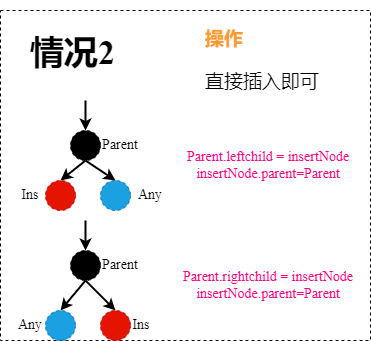 情况2
操作
直接插入即可
Parent
Ins
Any
Parent.leftchild = insertNode
insertNode.parent=Parent
Parent
Any
Ins
Parent.rightchild = insertNode
insertNode.parent=Parent